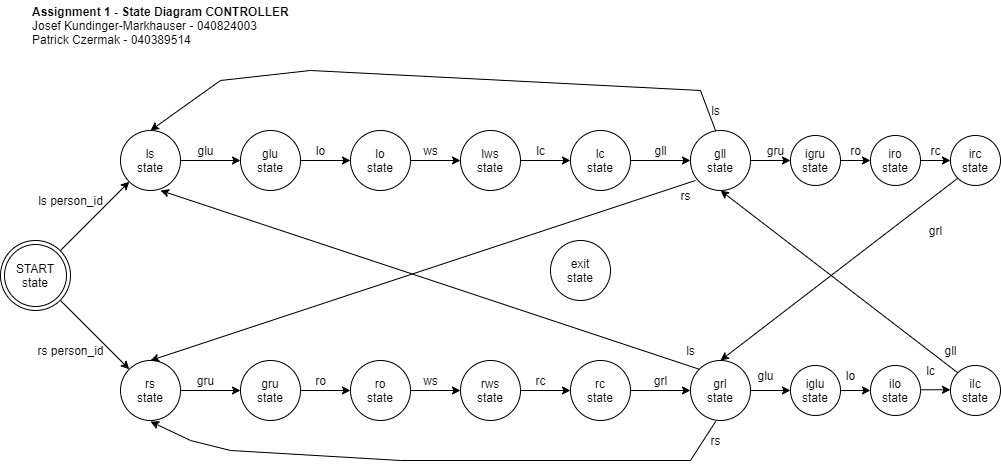 Assignment 1 - State Diagram CONTROLLER
Josef Kundinger-Markhauser - 040824003
Patrick Czermak - 040389514
ls
ls
state
glu
glu
state
lo
lo
state
ws
lws
state
lc
lc
state
gll
gll
state
gru
igru
state
ro
iro
state
rc
irc
state
ls person_id
rs
grl
START
state
exit
state
rs person_id
ls
gll
rs
state
gru
gru
state
ro
ro
state
ws
rws
state
rc
rc
state
grl
grl
state
glu
iglu
state
lo
ilo
state
lc
ilc
state
rs